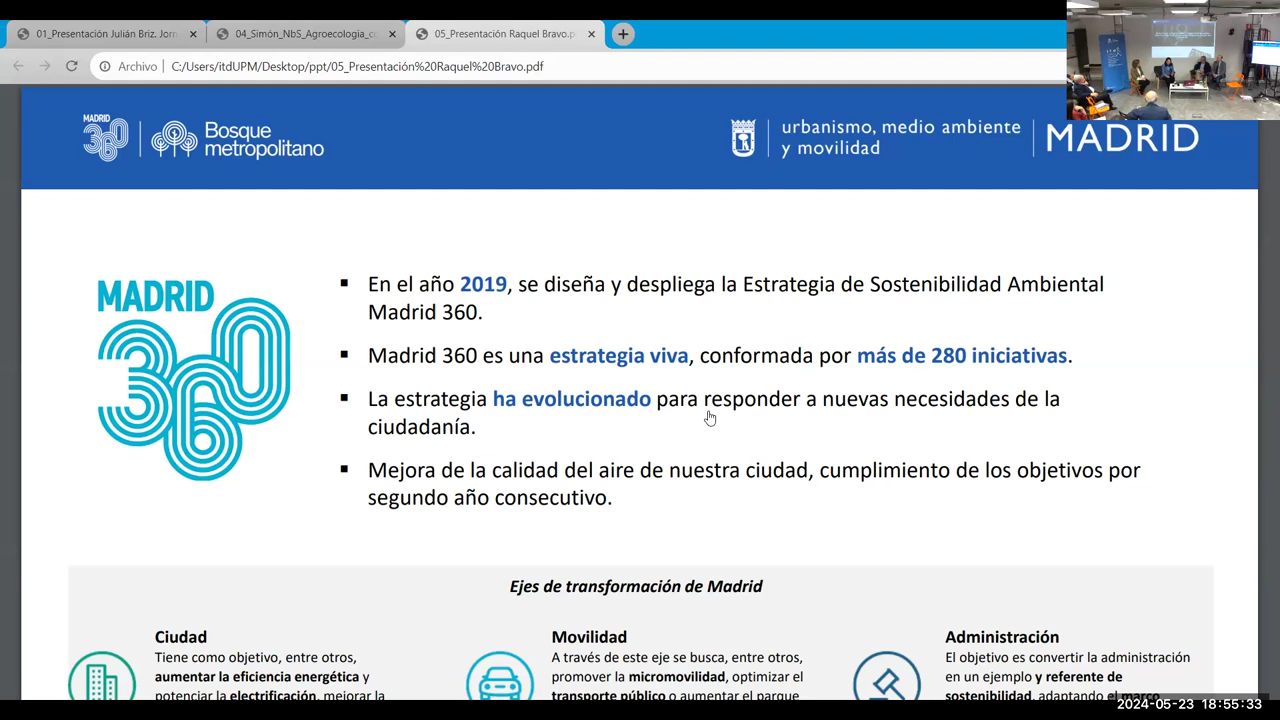 01_Presentación Julián Briz. Jorn
04_Simón_NbS_Agroecologia_c
05_Presentación Raquel Bravo.p
Archivo
C:/Users/itdUPM/Desktop/ppt/05_Presentación%20Raquel%20Bravo.pdf
MADRID
360
Bosque
metropolitano
urbanismo, medio ambiente
y movilidad
MADRID
MADRID
360
▪ En el año 2019, se diseña y despliega la Estrategia de Sostenibilidad Ambiental
Madrid 360.
▪ Madrid 360 es una estrategia viva, conformada por más de 280 iniciativas.
▪ La estrategia ha evolucionado para responder a nuevas necesidades de la
ciudadanía.
▪ Mejora de la calidad del aire de nuestra ciudad, cumplimiento de los objetivos por
segundo año consecutivo.
Ejes de transformación de Madrid
Ciudad
Tiene como objetivo, entre otros,
aumentar la eficiencia energética y
potenciar la electrificación, mejorar la
Movilidad
A través de este eje se busca, entre otros,
promover la micromovilidad, optimizar el
transporte público o aumentar el parque
Administración
El objetivo es convertir la administración
en un ejemplo y referente de
sostenibilidad, adaptando el marco
2024-05-23 18:55:33